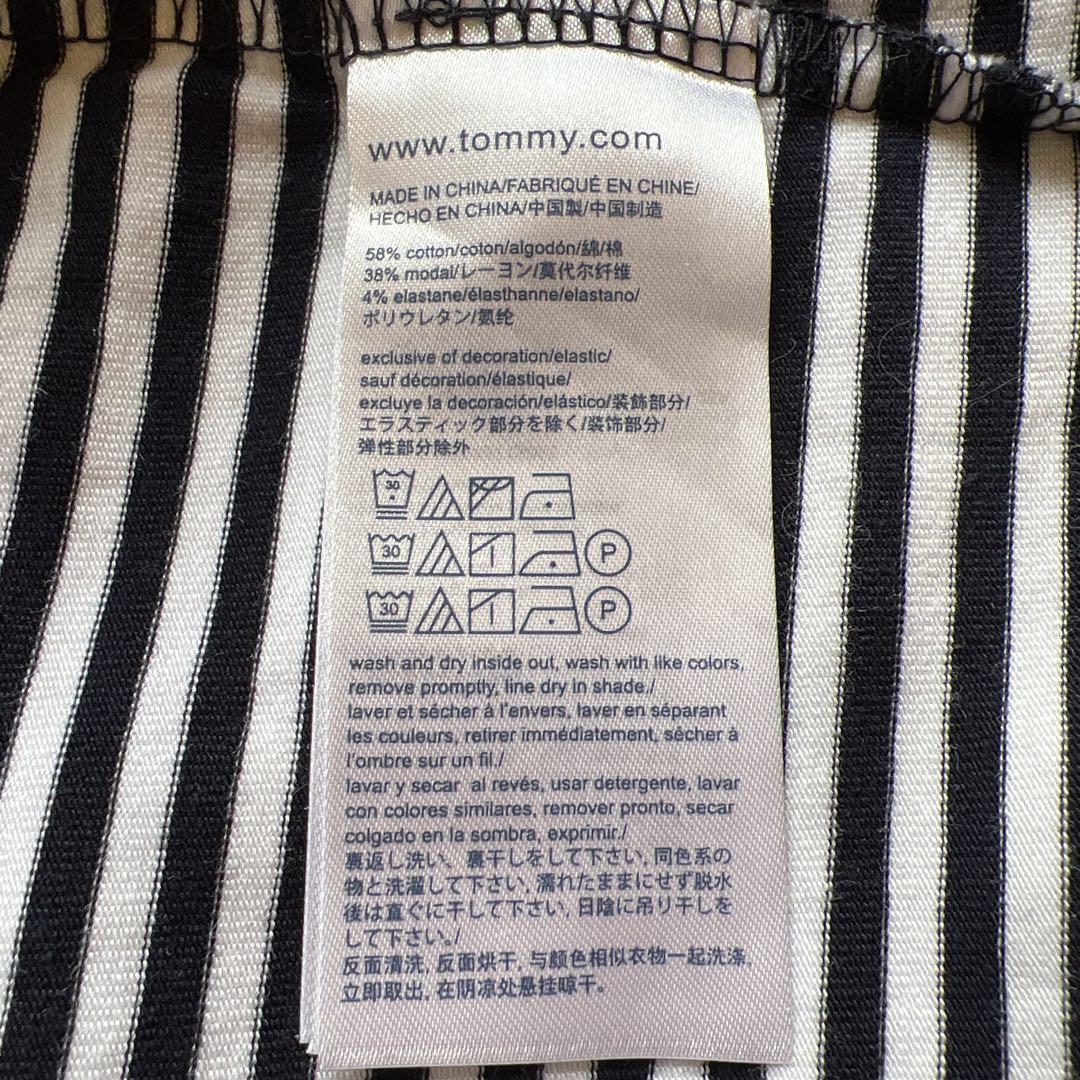 www.tommy.com
MADE IN CHINA/FABRIQUÉ EN CHINE/
HECHO EN CHINA/中国製/中国制造
58% cotton/coton/algodón/綿/棉
38% modal/レーヨン/莫代尔纤维
4% elastane/élasthanne/elastano/
ポリウレタン/氨纶
exclusive of decoration/elastic/
sauf décoration/élastique/
excluye la decoración/elástico/装飾部分/
エラスティック部分を除く/装饰部分/
弹性部分除外
30
30 P
30 P
wash and dry inside out, wash with like colors,
remove promptly, line dry in shade./
laver et sécher à l'envers, laver en séparant
les couleurs, retirer immédiatement, sécher à
l'ombre sur un fil./
lavar y secar al revés, usar detergente, lavar
con colores similares, remover pronto, secar
colgado en la sombra, exprimir./
裏返し洗い、裏干しをして下さい, 同色系の
物と洗濯して下さい, 濡れたままにせず脱水
後は直ぐに干して下さい, 日陰に吊り干しを
して下さい。/
反面清洗, 反面烘干, 与颜色相似衣物一起洗涤,
立即取出, 在阴凉处悬挂晾干。